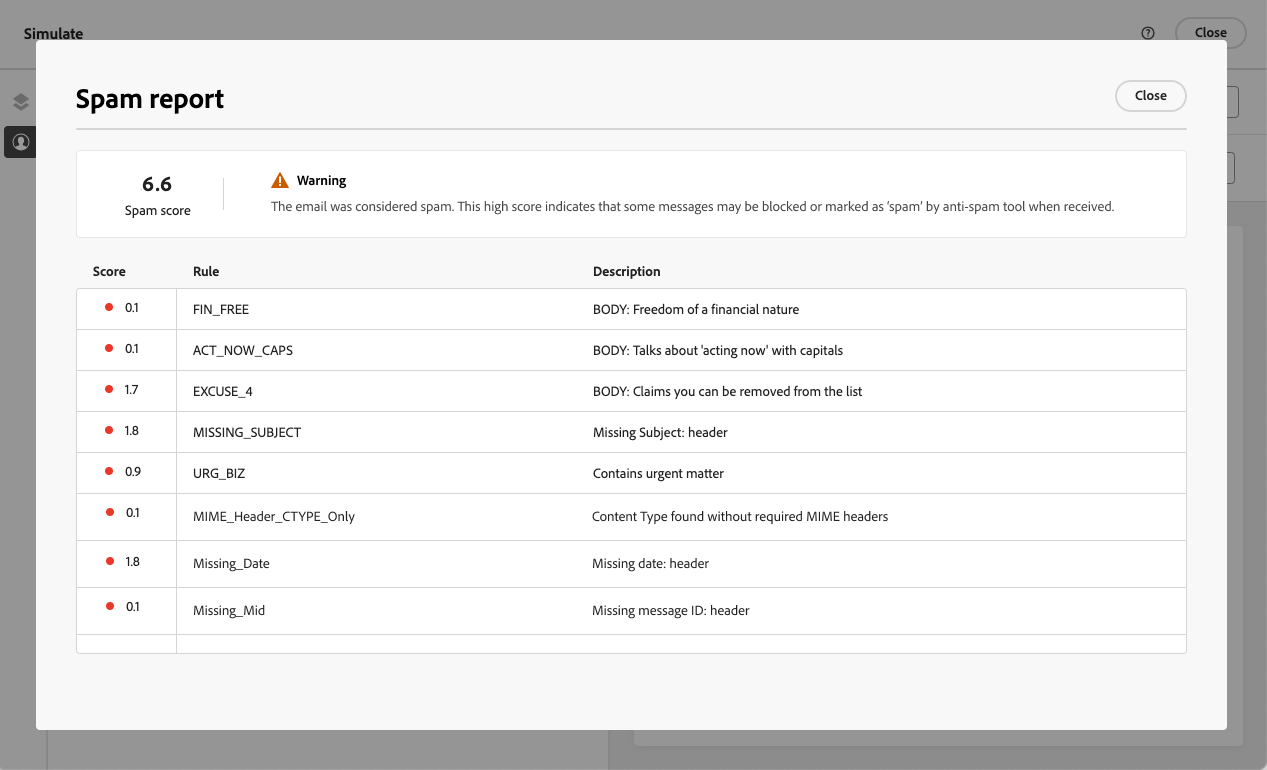 Simulate
Close
Spam report
Close
6.6
Spam score
Warning
The email was considered spam. This high score indicates that some messages may be blocked or marked as ‘spam’ by anti-spam tool when received.
Score Rule Description
0.1 FIN_FREE BODY: Freedom of a financial nature
0.1 ACT_NOW_CAPS BODY: Talks about 'acting now' with capitals
1.7 EXCUSE_4 BODY: Claims you can be removed from the list
1.8 MISSING_SUBJECT Missing Subject: header
0.9 URG_BIZ Contains urgent matter
0.1 MIME_Header_CTYPE_Only Content Type found without required MIME headers
1.8 Missing_Date Missing date: header
0.1 Missing_Mid Missing message ID: header